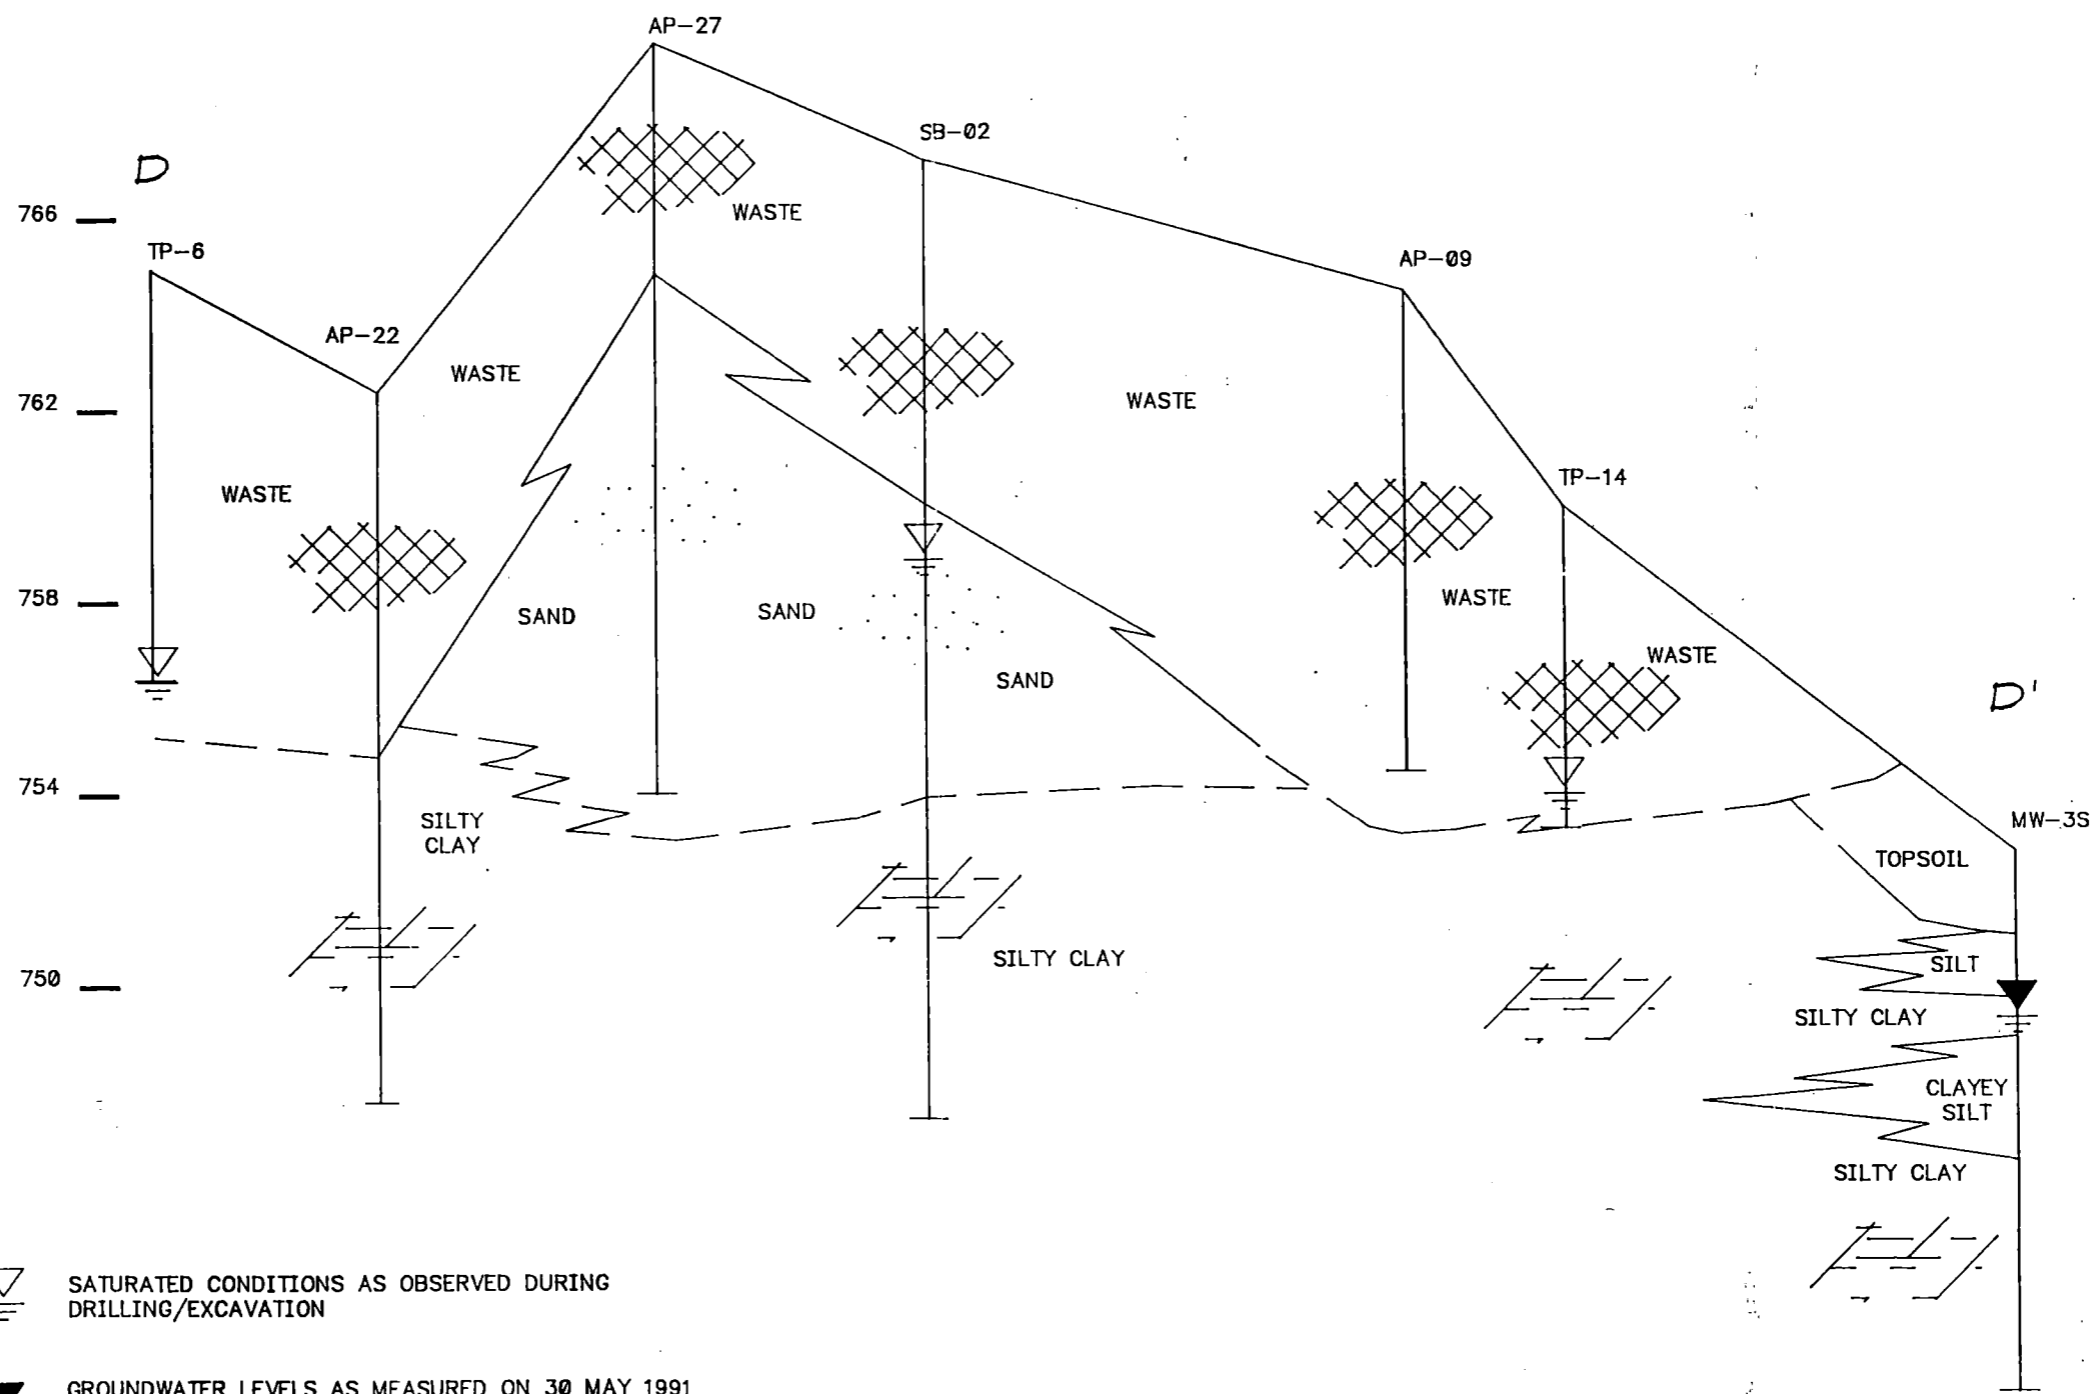 AP-27
SB-02
D
766
WASTE
TP-6
AP-09
AP-22
WASTE
762
WASTE
TP-14
WASTE
758
SAND
SAND
WASTE
WASTE
SAND
D'
754
SILTY
CLAY
MW-3S
TOPSOIL
SILTY CLAY
SILT
750
SILTY CLAY
CLAYEY
SILT
SILTY CLAY
SATURATED CONDITIONS AS OBSERVED DURING
DRILLING/EXCAVATION
GROUNDWATER LEVELS AS MEASURED ON 30 MAY 1991